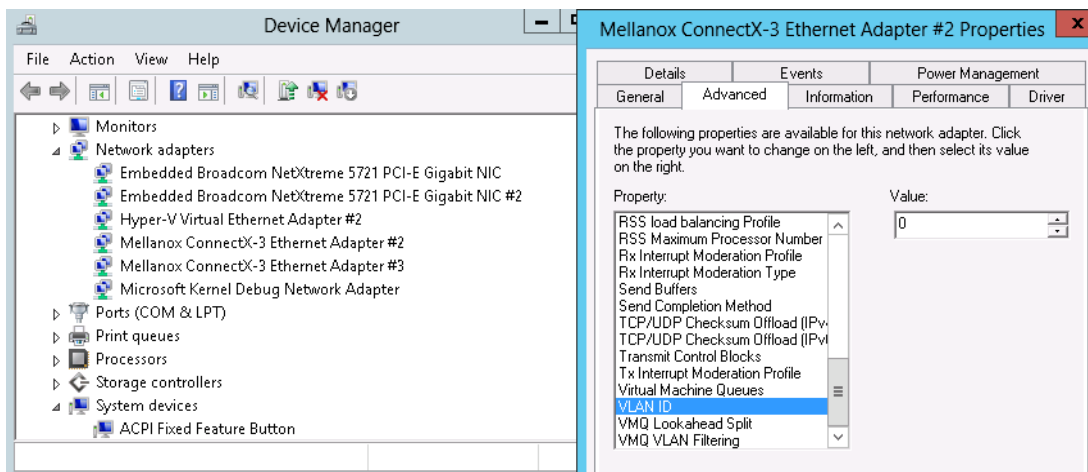 Device Manager
File Action View Help
Monitors
Network adapters
Embedded Broadcom NetXtreme 5721 PCI-E Gigabit NIC
Embedded Broadcom NetXtreme 5721 PCI-E Gigabit NIC #2
Hyper-V Virtual Ethernet Adapter #2
Mellanox ConnectX-3 Ethernet Adapter #2
Mellanox ConnectX-3 Ethernet Adapter #3
Microsoft Kernel Debug Network Adapter
Ports (COM & LPT)
Print queues
Processors
Storage controllers
System devices
ACPI Fixed Feature Button
Mellanox ConnectX-3 Ethernet Adapter #2 Properties
Details Events Power Management
General Advanced Information Performance Driver
The following properties are available for this network adapter. Click
the property you want to change on the left, and then select its value
on the right.
Property: Value:
RSS load balancing Profile
RSS Maximum Processor Number
Rx Interrupt Moderation Profile
Rx Interrupt Moderation Type
Send Buffers
Send Completion Method
TCP/UDP Checksum Offload (IPv
TCP/UDP Checksum Offload (IPv
Transmit Control Blocks
Tx Interrupt Moderation Profile
Virtual Machine Queues
VLAN ID
VMQ Lookahead Split
VMQ VLAN Filtering
0